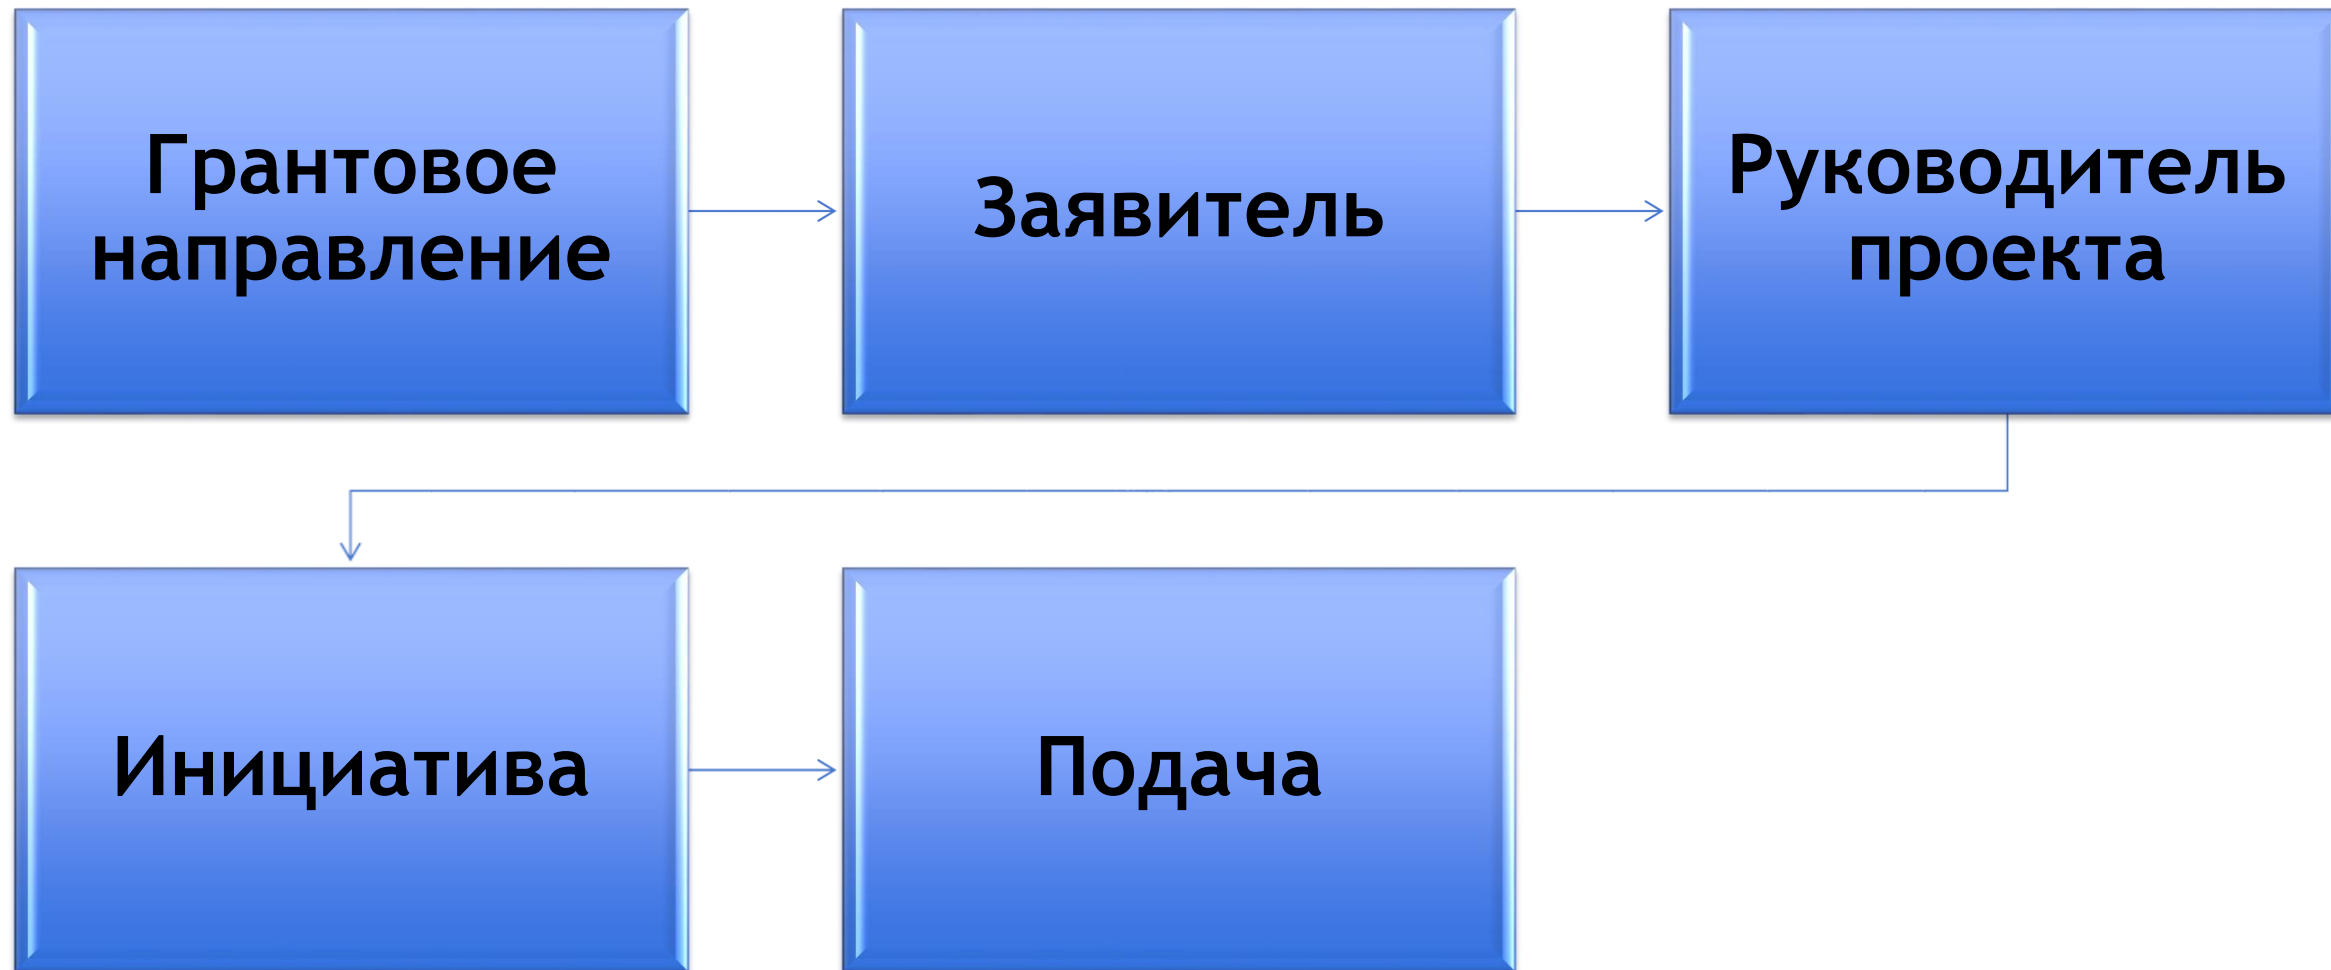 Грантовое
направление
Заявитель
Руководитель
проекта
Инициатива
Подача